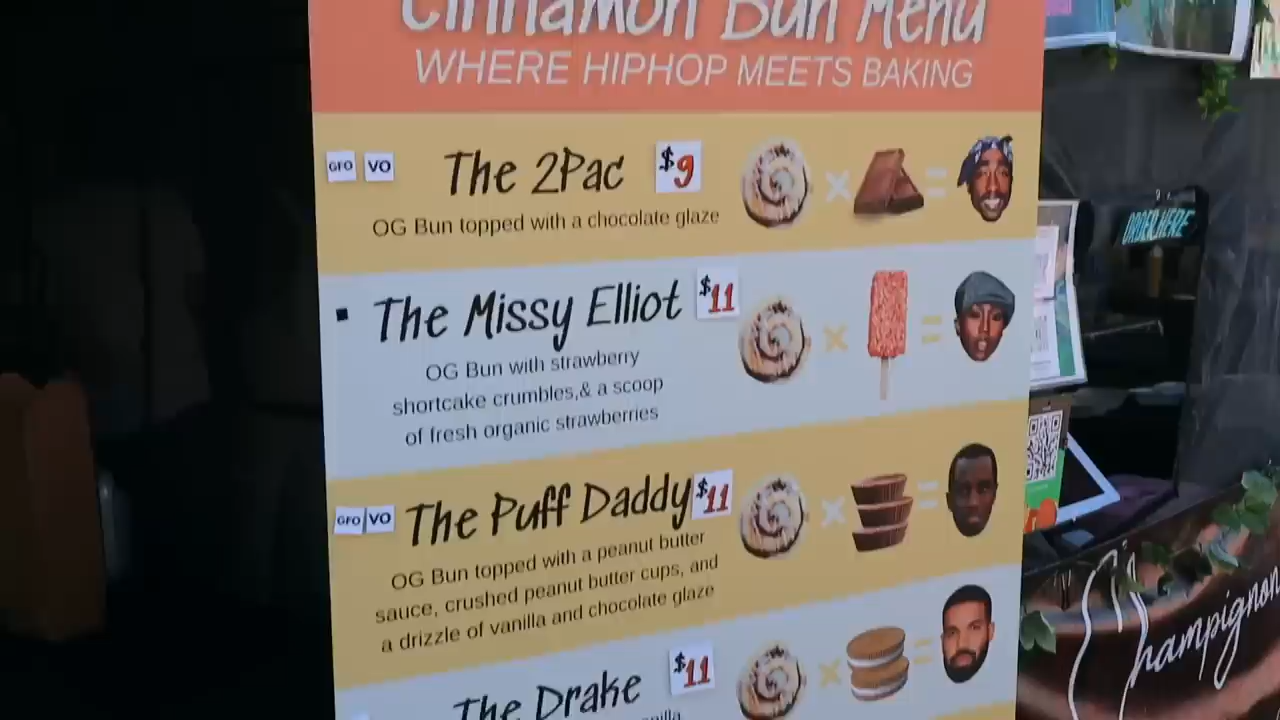 Cinnamon Bun Menu
WHERE HIPHOP MEETS BAKING
GFO VO The 2Pac $9
OG Bun topped with a chocolate glaze
The Missy Elliot $11
OG Bun with strawberry
shortcake crumbles,& a scoop
of fresh organic strawberries
GFO VO The Puff Daddy $11
OG Bun topped with a peanut butter
sauce, crushed peanut butter cups, and
a drizzle of vanilla and chocolate glaze
The Drake $11
ORDER HERE
Champignon